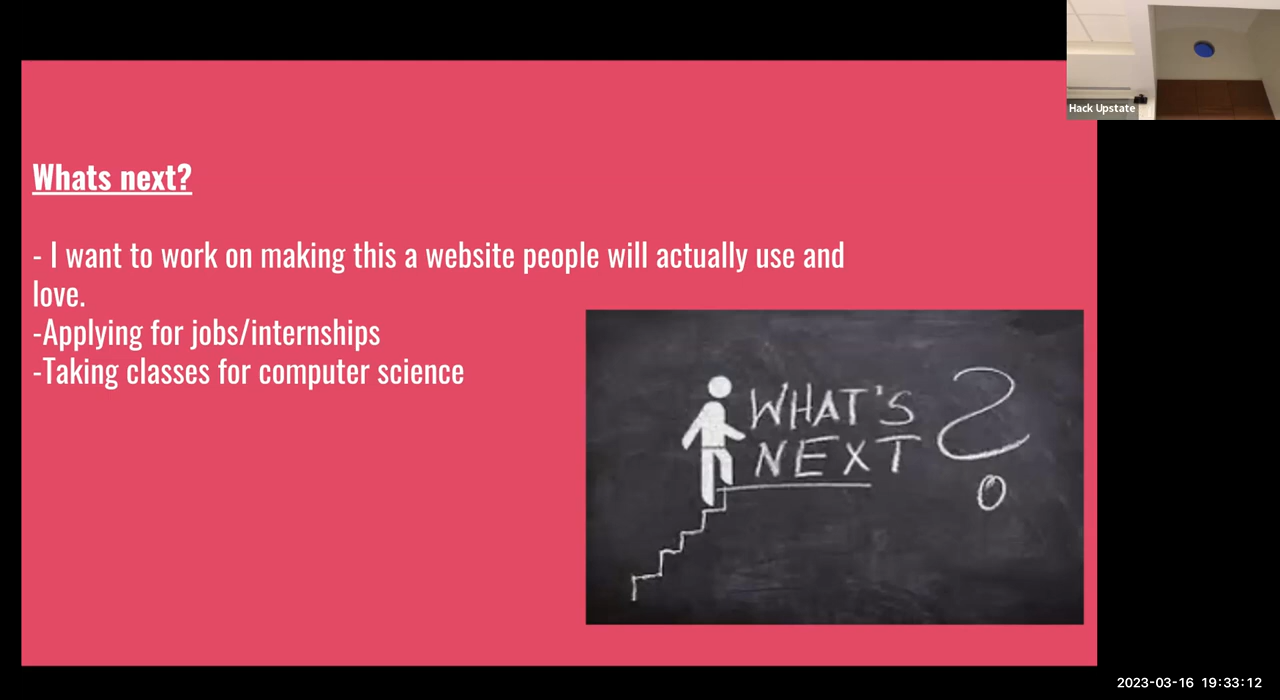 Hack Upstate
Whats next?
- I want to work on making this a website people will actually use and
love.
-Applying for jobs/internships
-Taking classes for computer science
WHAT'S
NEXT ?
2023-03-16 19:33:12